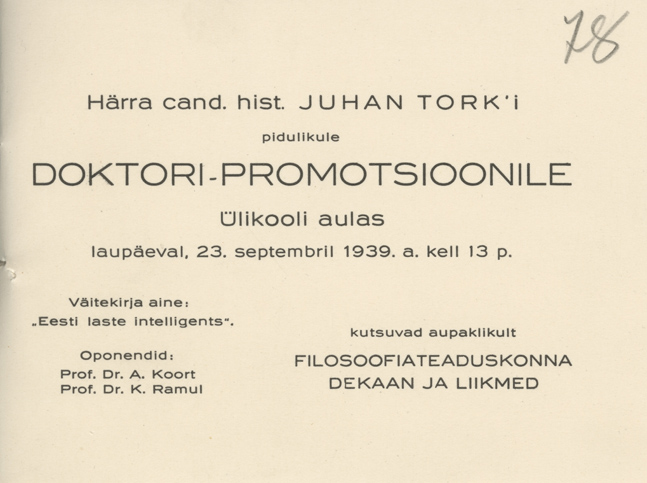 78
Härra cand. hist. JUHAN TORK'i
pidulikule
DOKTORI-PROMOTSIOONILE
Ülikooli aulas
laupäeval, 23. septembril 1939. a. kell 13 p.
Väitekirja aine:
„Eesti laste intelligents“.
Oponendid:
Prof. Dr. A. Koort
Prof. Dr. K. Ramul
kutsuvad aupaklikult
FILOSOOFIATEADUSKONNA
DEKAAN JA LIIKMED